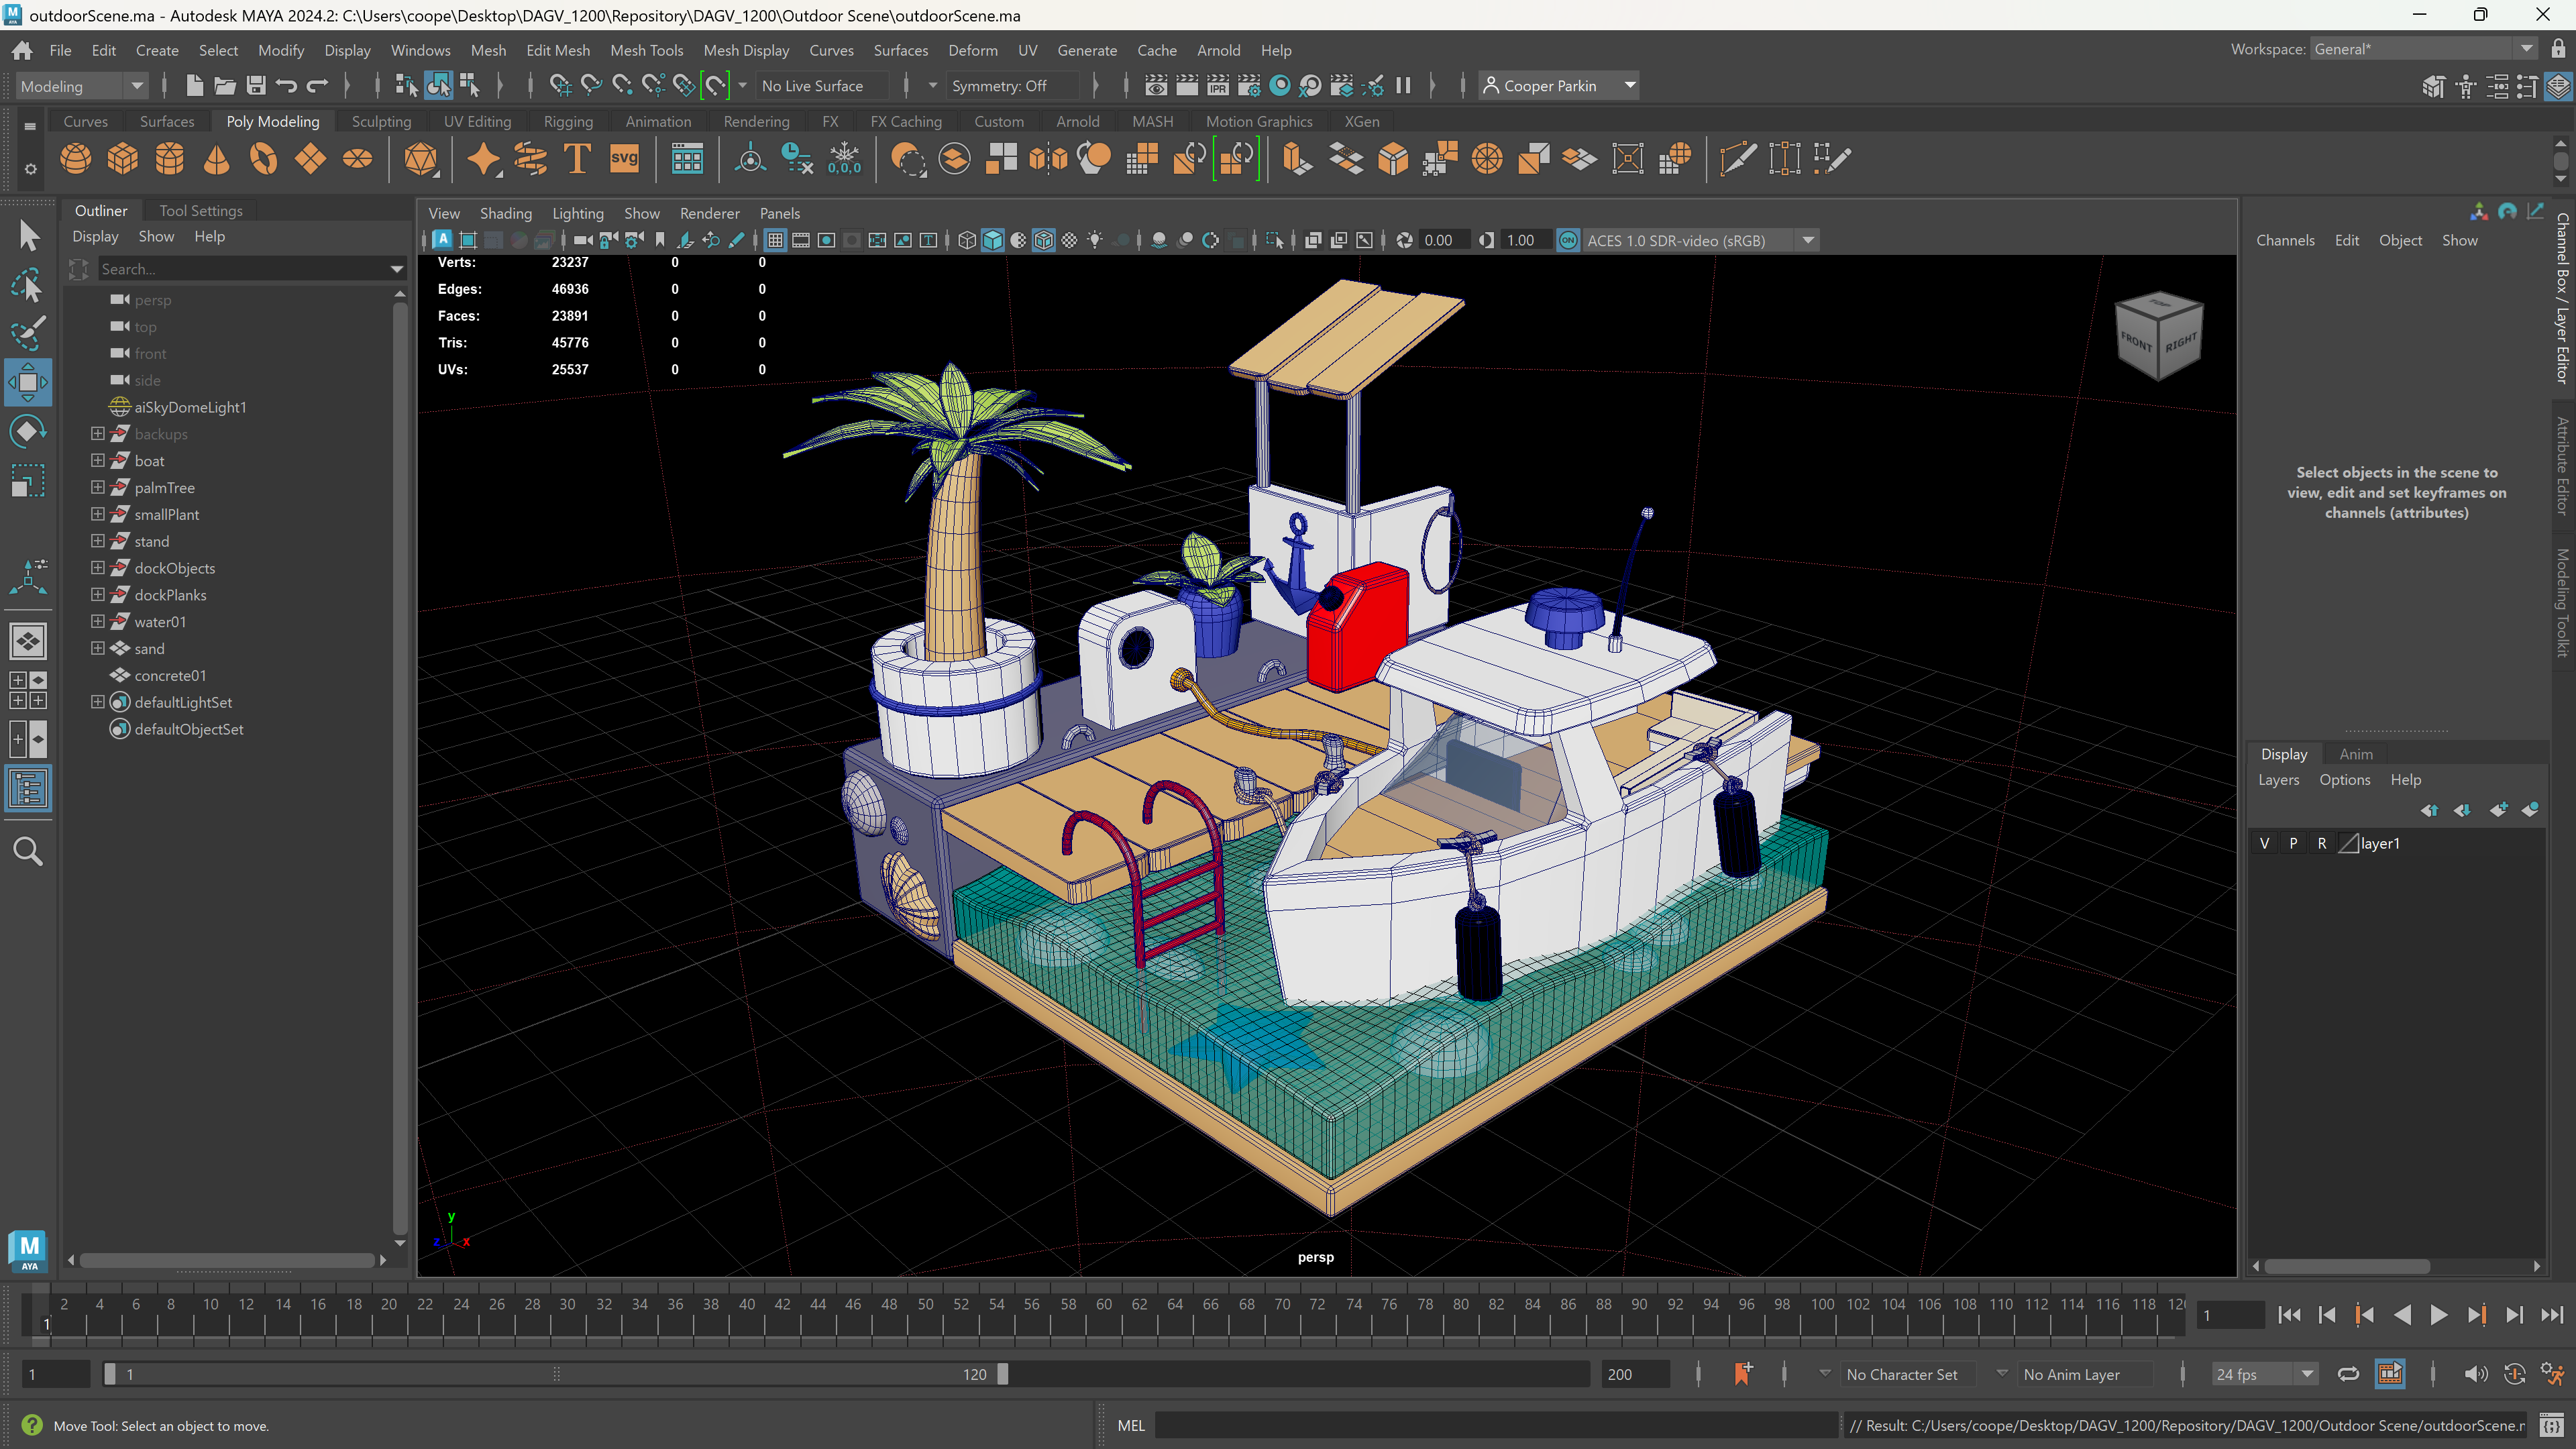 outdoorScene.ma - Autodesk MAYA 2024.2: C:\Users\coope\Desktop\DAGV_1200\Repository\DAGV_1200\Outdoor Scene\outdoorScene.ma
File Edit Create Select Modify Display Windows Mesh Edit Mesh Mesh Tools Mesh Display Curves Surfaces Deform UV Generate Cache Arnold Help
Workspace: General*
Modeling
No Live Surface
Symmetry: Off
IPR
Cooper Parkin
Curves Surfaces Poly Modeling Sculpting UV Editing Rigging Animation Rendering FX FX Caching Custom Arnold MASH Motion Graphics XGen
T
svg
0,0,0
Outliner Tool Settings
Display Show Help
Search...
persp
top
front
side
aiSkyDomeLight1
backups
boat
palmTree
smallPlant
stand
dockObjects
dockPlanks
water01
sand
concrete01
defaultLightSet
defaultObjectSet
View Shading Lighting Show Renderer Panels
0.00
1.00
ON
ACES 1.0 SDR-video (sRGB)
Verts: 23237 0 0
Edges: 46936 0 0
Faces: 23891 0 0
Tris: 45776 0 0
UVs: 25537 0 0
TOP
FRONT
RIGHT
y
z
x
persp
Channels Edit Object Show
Select objects in the scene to
view, edit and set keyframes on
channels (attributes)
Channel Box / Layer Editor
Attribute Editor
Modeling Toolkit
Display Anim
Layers Options Help
V P R layer1
M
AYA
2 4 6 8 10 12 14 16 18 20 22 24 26 28 30 32 34 36 38 40 42 44 46 48 50 52 54 56 58 60 62 64 66 68 70 72 74 76 78 80 82 84 86 88 90 92 94 96 98 100 102 104 106 108 110 112 114 116 118
1
1
1
1
120
200
No Character Set
No Anim Layer
24 fps
Move Tool: Select an object to move.
MEL
// Result: C:/Users/coope/Desktop/DAGV_1200/Repository/DAGV_1200/Outdoor Scene/outdoorScene.